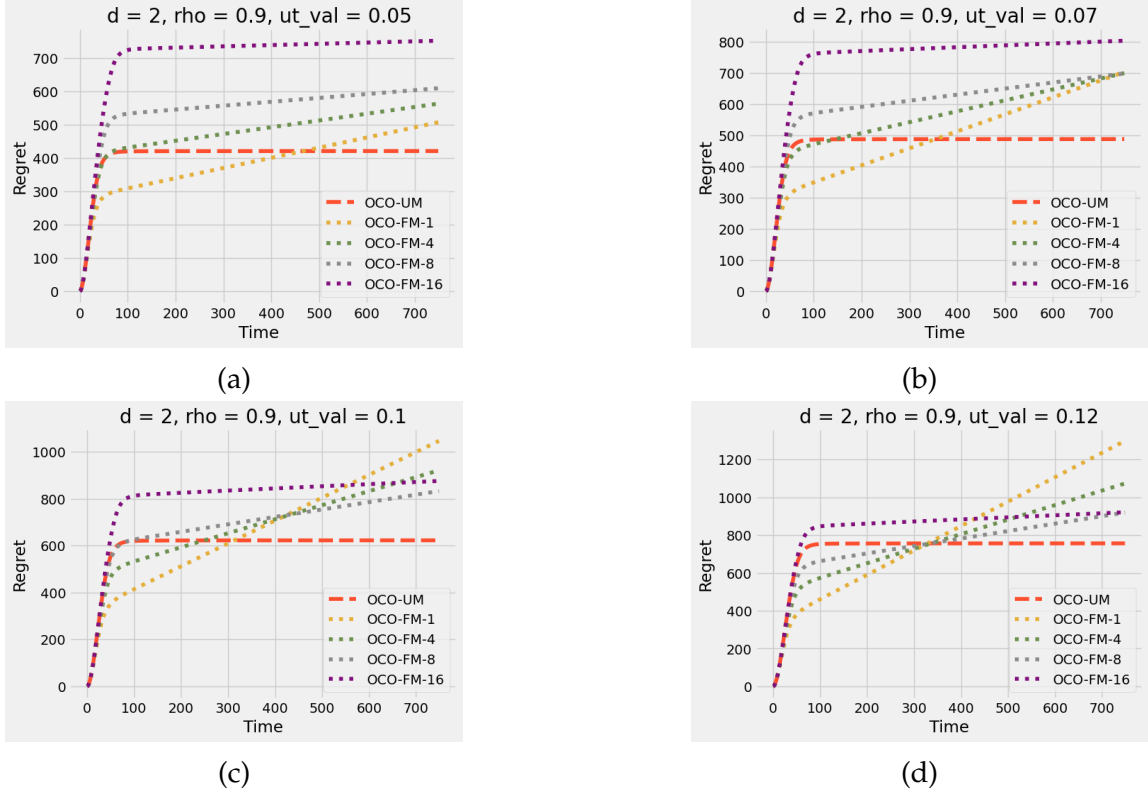 d = 2, rho = 0.9, ut_val = 0.05
700
600
500
400
300
200
100
0
Regret
OCO-UM
OCO-FM-1
OCO-FM-4
OCO-FM-8
OCO-FM-16
0 100 200 300 400 500 600 700
Time
(a)
d = 2, rho = 0.9, ut_val = 0.07
800
700
600
500
400
300
200
100
0
Regret
OCO-UM
OCO-FM-1
OCO-FM-4
OCO-FM-8
OCO-FM-16
0 100 200 300 400 500 600 700
Time
(b)
d = 2, rho = 0.9, ut_val = 0.1
1000
800
600
400
200
0
Regret
OCO-UM
OCO-FM-1
OCO-FM-4
OCO-FM-8
OCO-FM-16
0 100 200 300 400 500 600 700
Time
(c)
d = 2, rho = 0.9, ut_val = 0.12
1200
1000
800
600
400
200
0
Regret
OCO-UM
OCO-FM-1
OCO-FM-4
OCO-FM-8
OCO-FM-16
0 100 200 300 400 500 600 700
Time
(d)